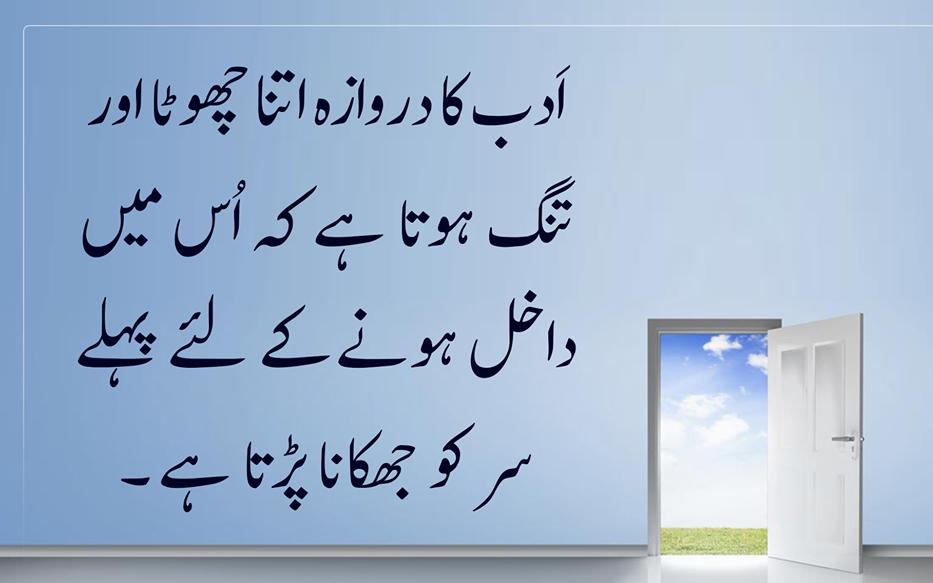 اَدب کا دروازہ اتنا چھوٹا اور
تنگ ہوتا ہے کہ اُس میں
داخل ہونے کے لئے پہلے
سر کو جھکانا پڑتا ہے۔